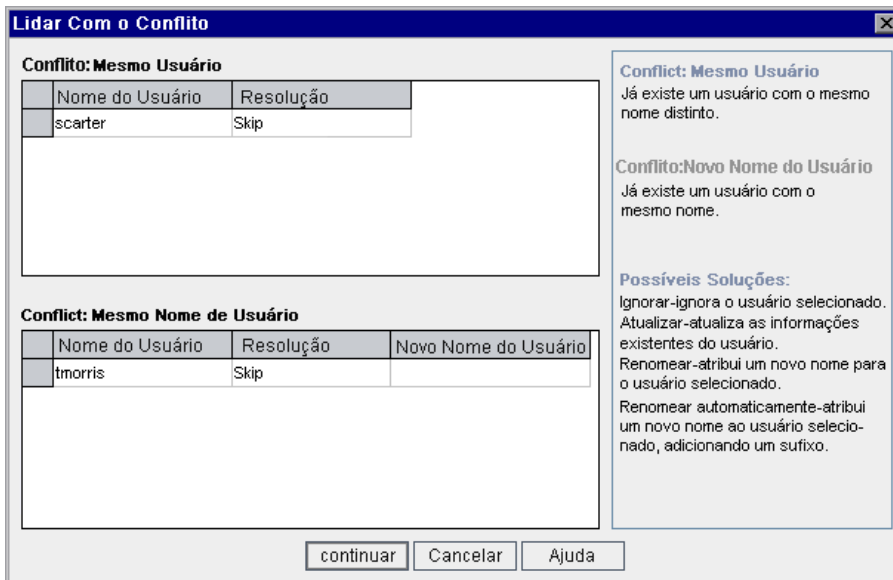 Lidar Com o Conflito
Conflito: Mesmo Usuário
Nome do Usuário Resolução
scarter Skip
Conflict: Mesmo Nome de Usuário
Nome do Usuário Resolução Novo Nome do Usuário
tmorris Skip
Conflict: Mesmo Usuário
Já existe um usuário com o mesmo
nome distinto.
Conflito:Novo Nome do Usuário
Já existe um usuário com o
mesmo nome.
Possíveis Soluções:
Ignorar-ignora o usuário selecionado.
Atualizar-atualiza as informações
existentes do usuário.
Renomear-atribui um novo nome para
o usuário selecionado.
Renomear automaticamente-atribui
um novo nome ao usuário selecio-
nado, adicionando um sufixo.
continuar Cancelar Ajuda